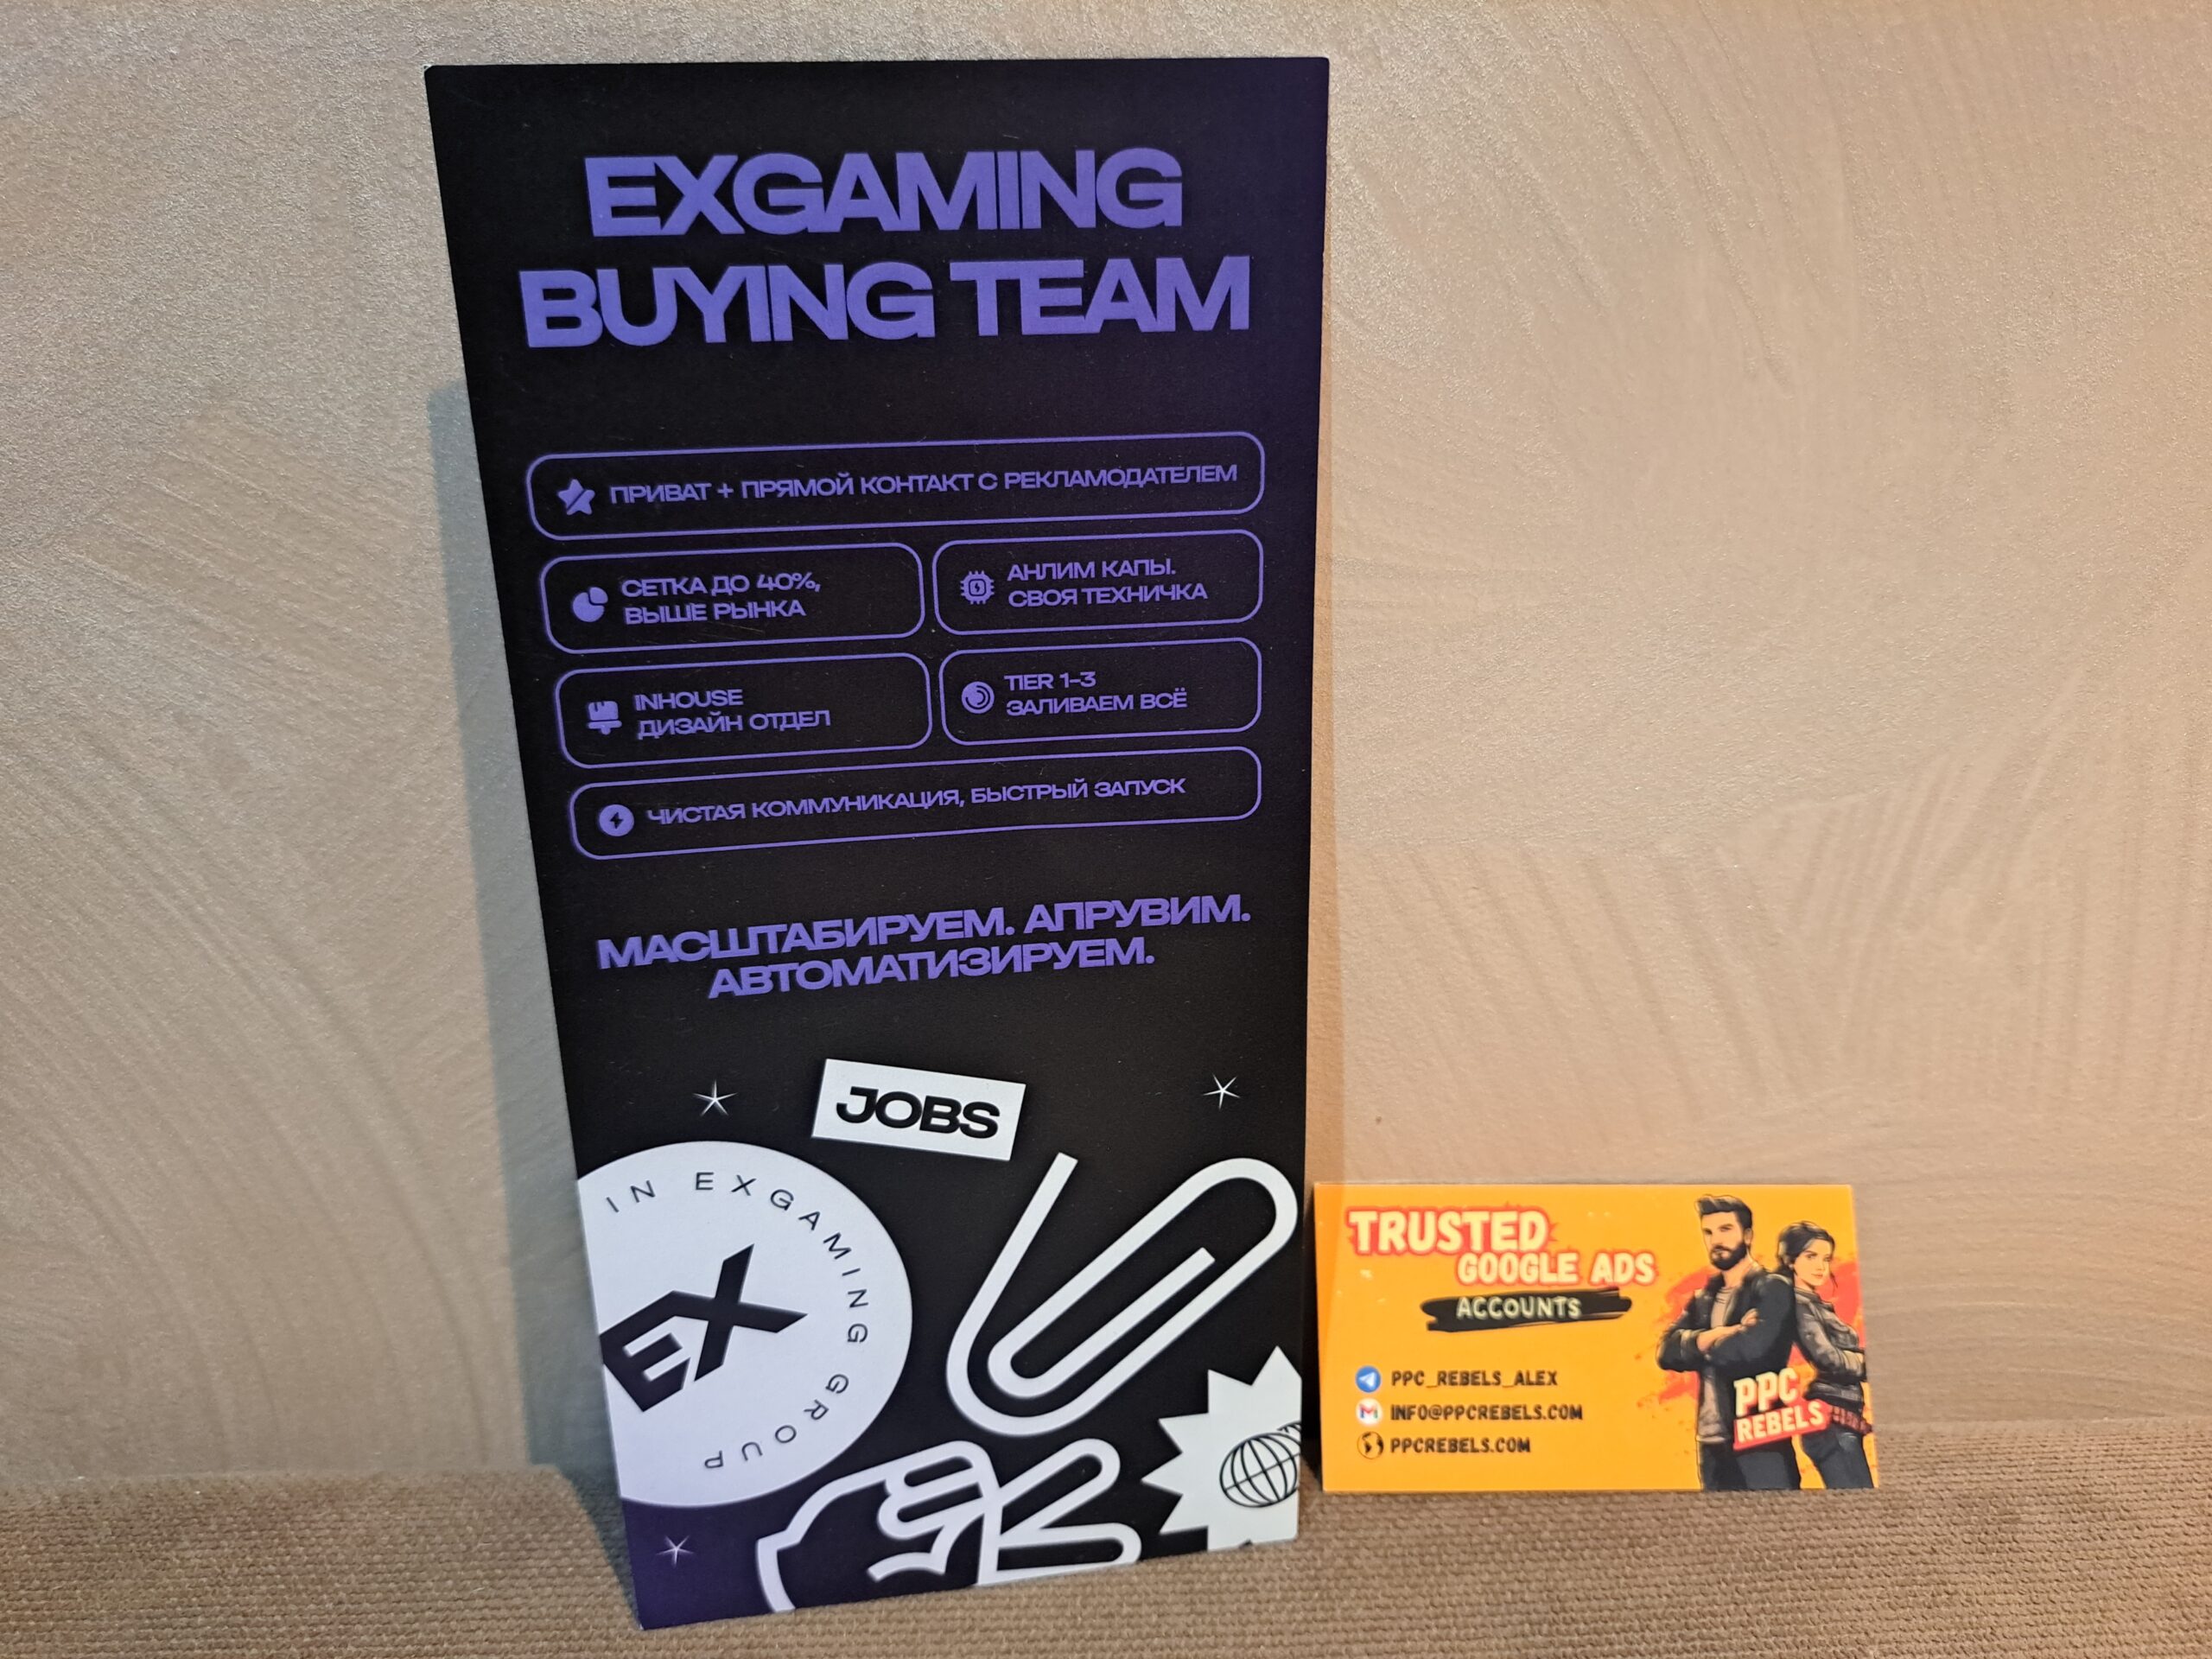 EXGAMING
BUYING TEAM
ПРИВАТ + ПРЯМОЙ КОНТАКТ С РЕКЛАМОДАТЕЛЕМ
СЕТКА ДО 40%,
ВЫШЕ РЫНКА
АНЛИМ КАПЫ.
СВОЯ ТЕХНИЧКА
INHOUSE
ДИЗАЙН ОТДЕЛ
TIER 1-3
ЗАЛИВАЕМ ВСЁ
ЧИСТАЯ КОММУНИКАЦИЯ, БЫСТРЫЙ ЗАПУСК
МАСШТАБИРУЕМ. АПРУВИМ.
АВТОМАТИЗИРУЕМ.
JOBS
IN EXGAMING GROUP
EX
TRUSTED
GOOGLE ADS
ACCOUNTS
PPC_REBELS_ALEX
INFO@PPCREBELS.COM
PPCREBELS.COM
PPC
REBELS